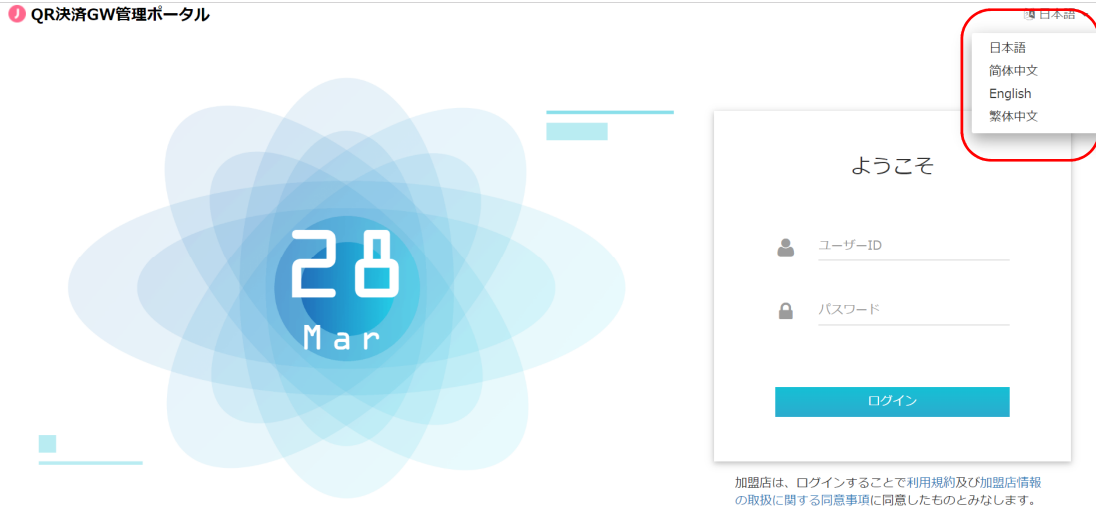 QR決済GW管理ポータル
日本語
日本語
简体中文
English
繁体中文
ようこそ
28
Mar
ユーザーID
パスワード
ログイン
加盟店は、ログインすることで利用規約及び加盟店情報
の取扱に関する同意事項に同意したものとみなします。